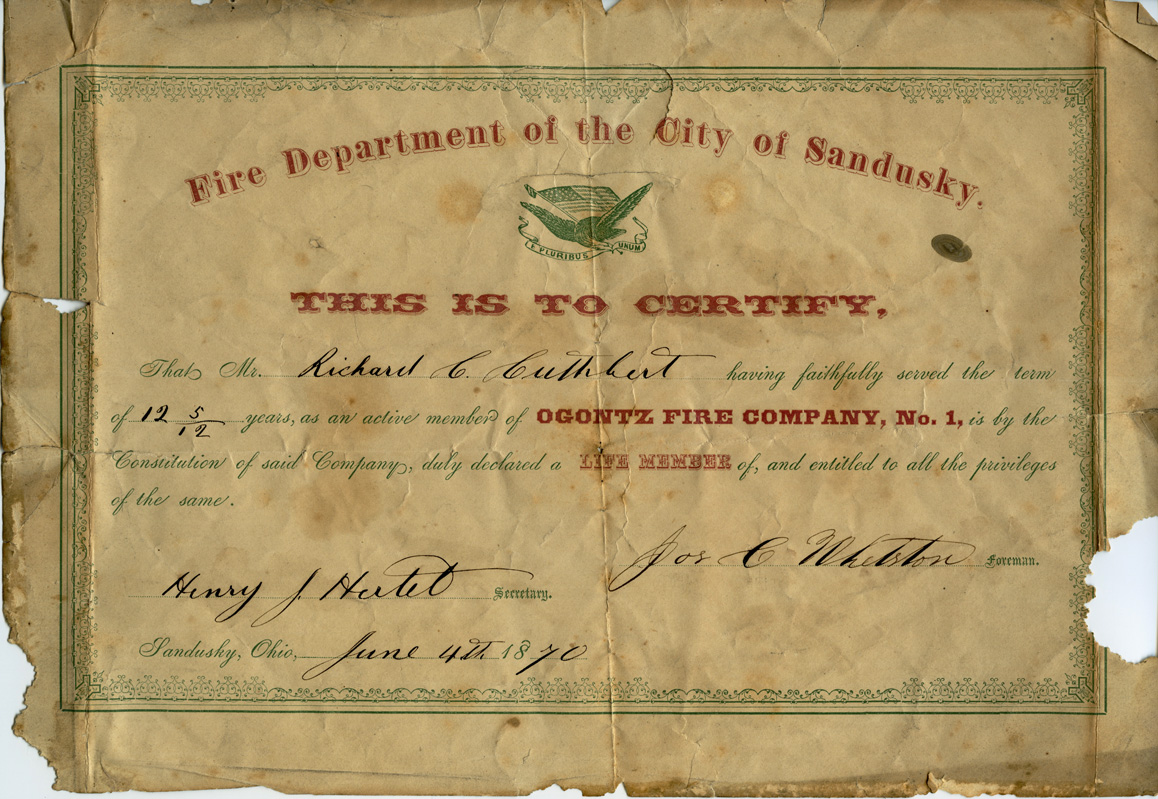 Fire Department of the City of Sandusky.
E PLURIBUS UNUM
THIS IS TO CERTIFY,
That Mr. Richard C. Cuthbert having faithfully served the term
of 12 5/12 years, as an active member of OGONTZ FIRE COMPANY, No. 1, is by the
Constitution of said Company, duly declared a LIFE MEMBER of, and entitled to all the privileges
of the same.
Jos C Whelston Foreman.
Henry J. Hertel Secretary.
Sandusky, Ohio, June 4th 1870